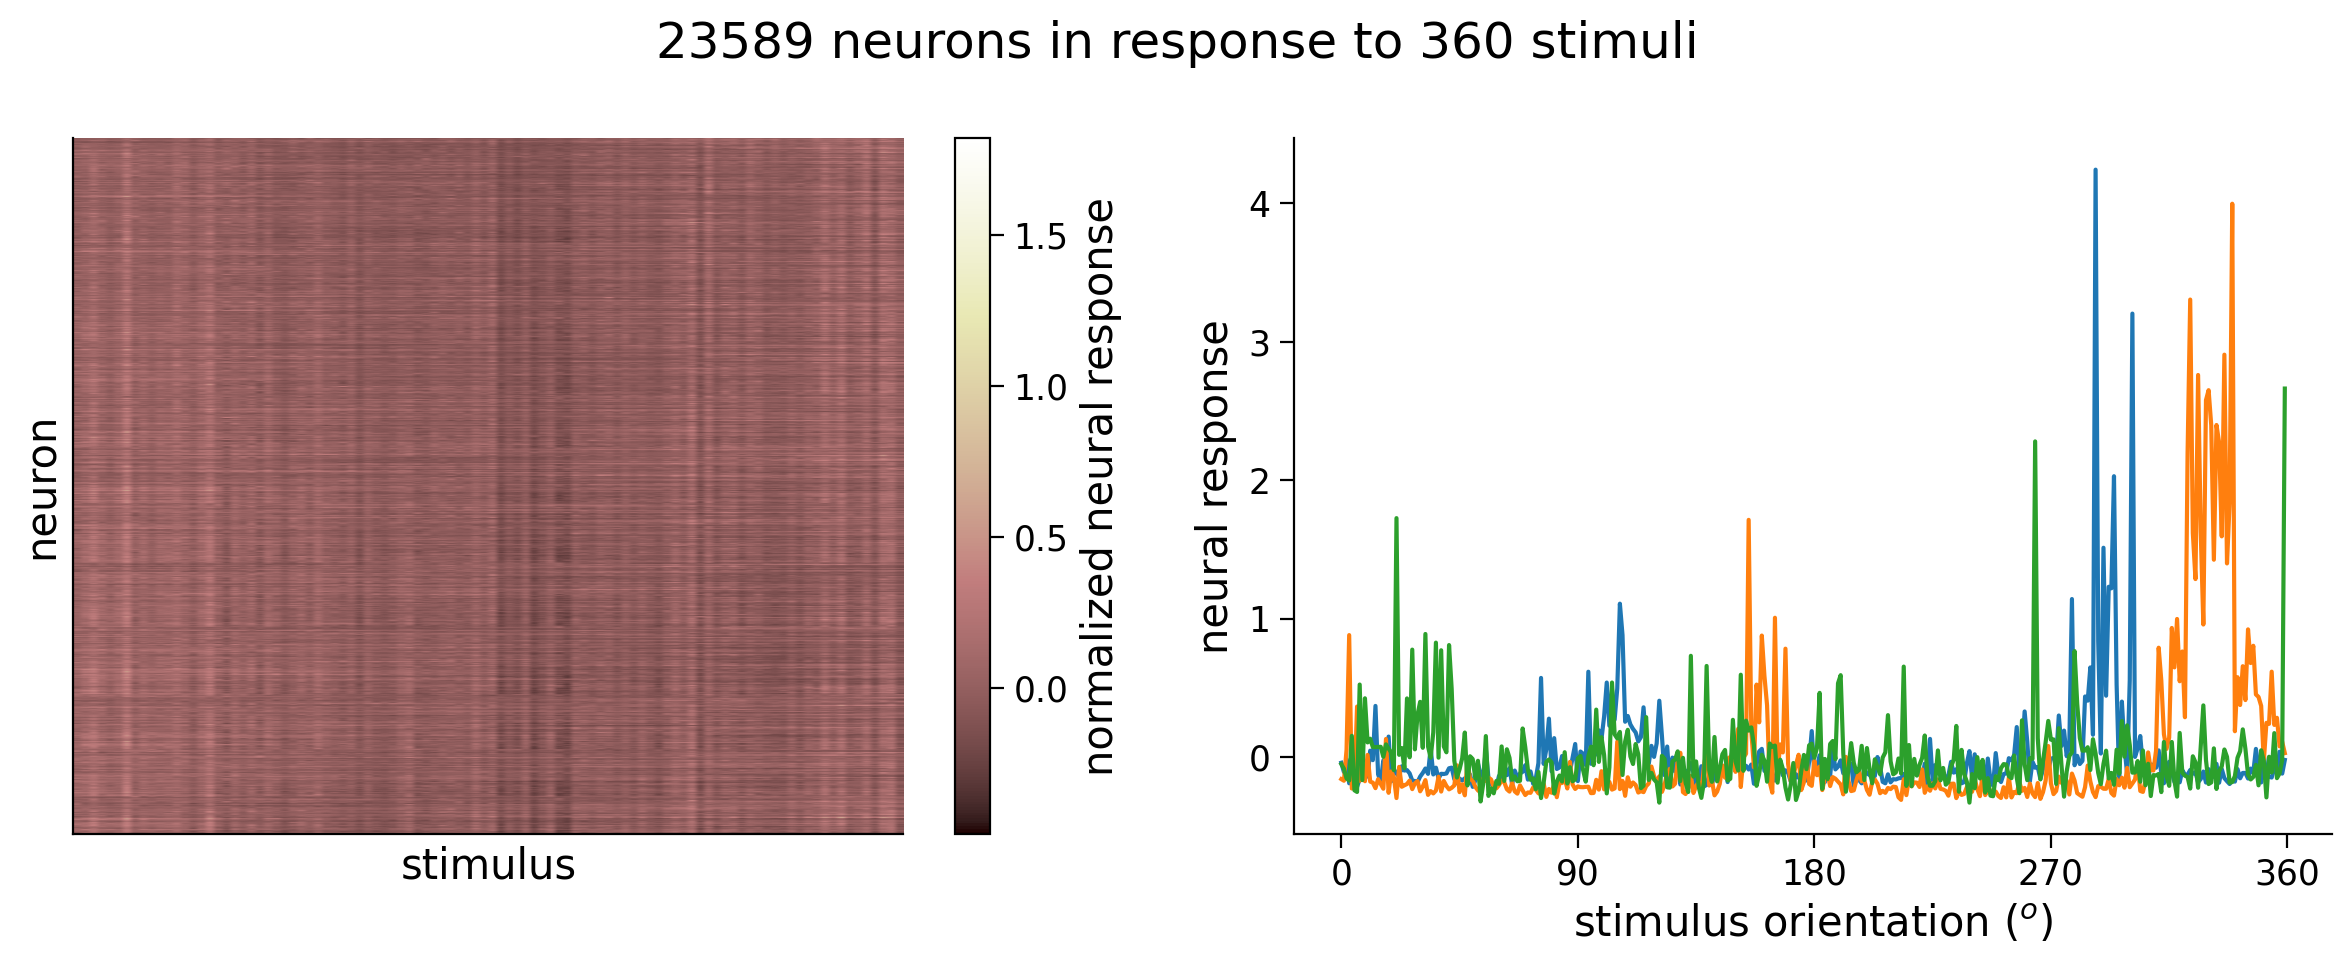 23589 neurons in response to 360 stimuli
neuron
stimulus
1.5
1.0
0.5
0.0
normalized neural response
neural response
4
3
2
1
0
0 90 180 270 360
stimulus orientation (°)